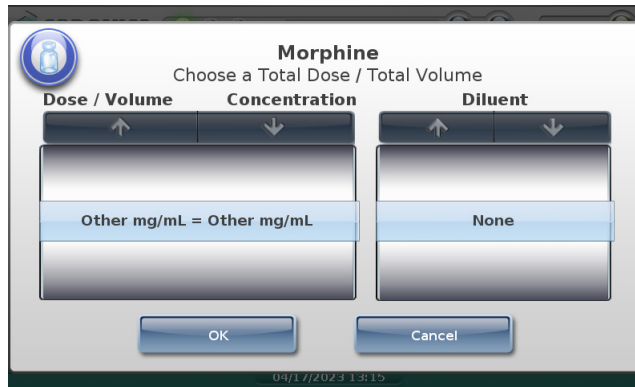 Morphine
Choose a Total Dose / Total Volume
Dose / Volume Concentration Diluent
Other mg/mL = Other mg/mL None
OK Cancel
04/17/2023 13:15